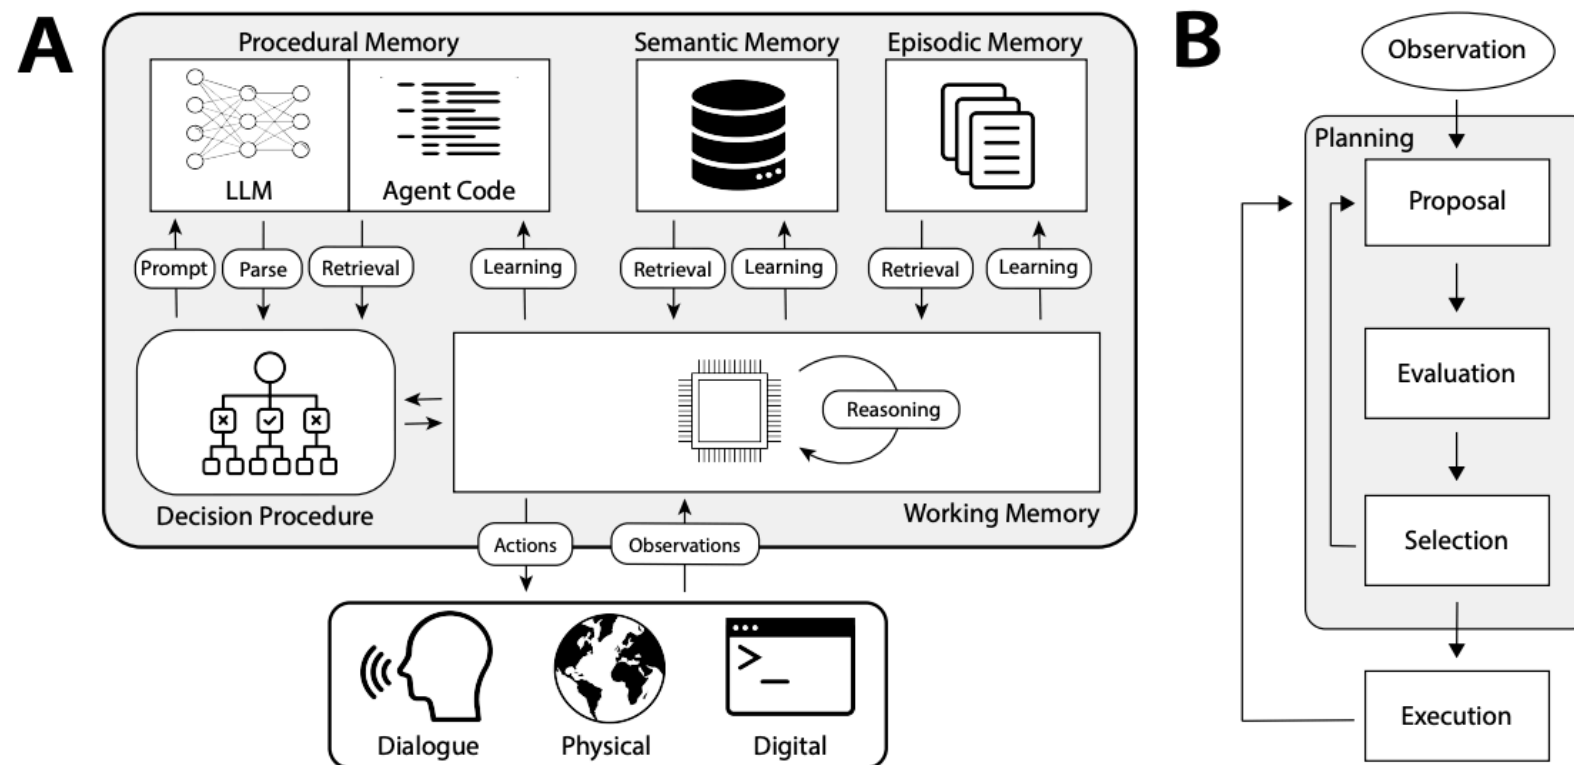 A
Procedural Memory
Semantic Memory
Episodic Memory
LLM
Agent Code
Prompt
Parse
Retrieval
Learning
Retrieval
Learning
Retrieval
Learning
Reasoning
Decision Procedure
Working Memory
Actions
Observations
Dialogue
Physical
Digital
B
Observation
Planning
Proposal
Evaluation
Selection
Execution